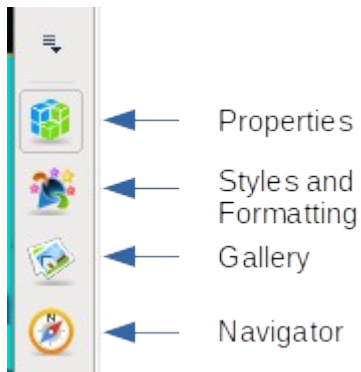 Properties
Styles and
Formatting
Gallery
N
Navigator